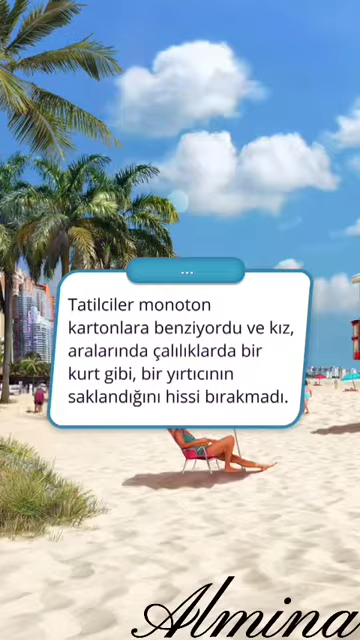 ...
Tatilciler monoton
kartonlara benziyordu ve kız,
aralarında çalılıklarda bir
kurt gibi, bir yırtıcının
saklandığını hissi bırakmadı.
Almina